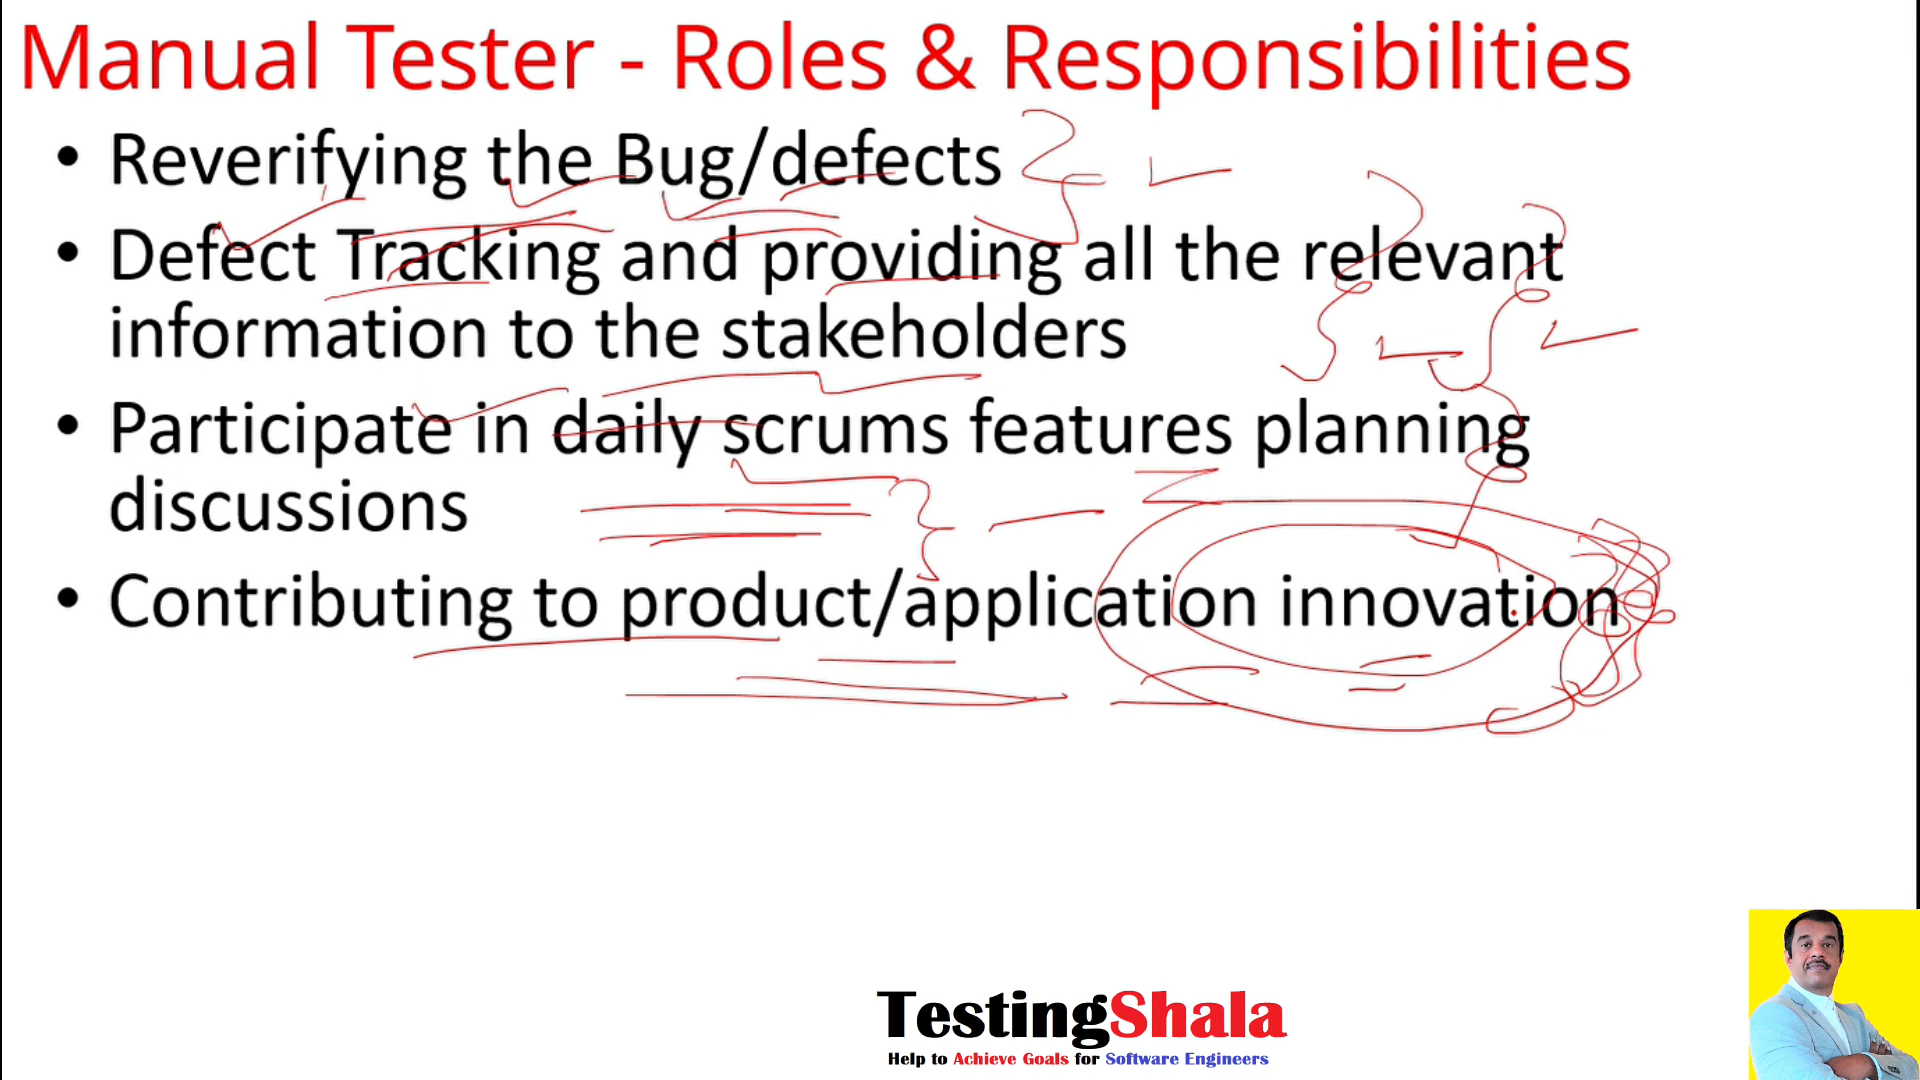 Manual Tester - Roles & Responsibilities
• Reverifying the Bug/defects
• Defect Tracking and providing all the relevant
information to the stakeholders
• Participate in daily scrums features planning
discussions
• Contributing to product/application innovation
TestingShala
Help to Achieve Goals for Software Engineers